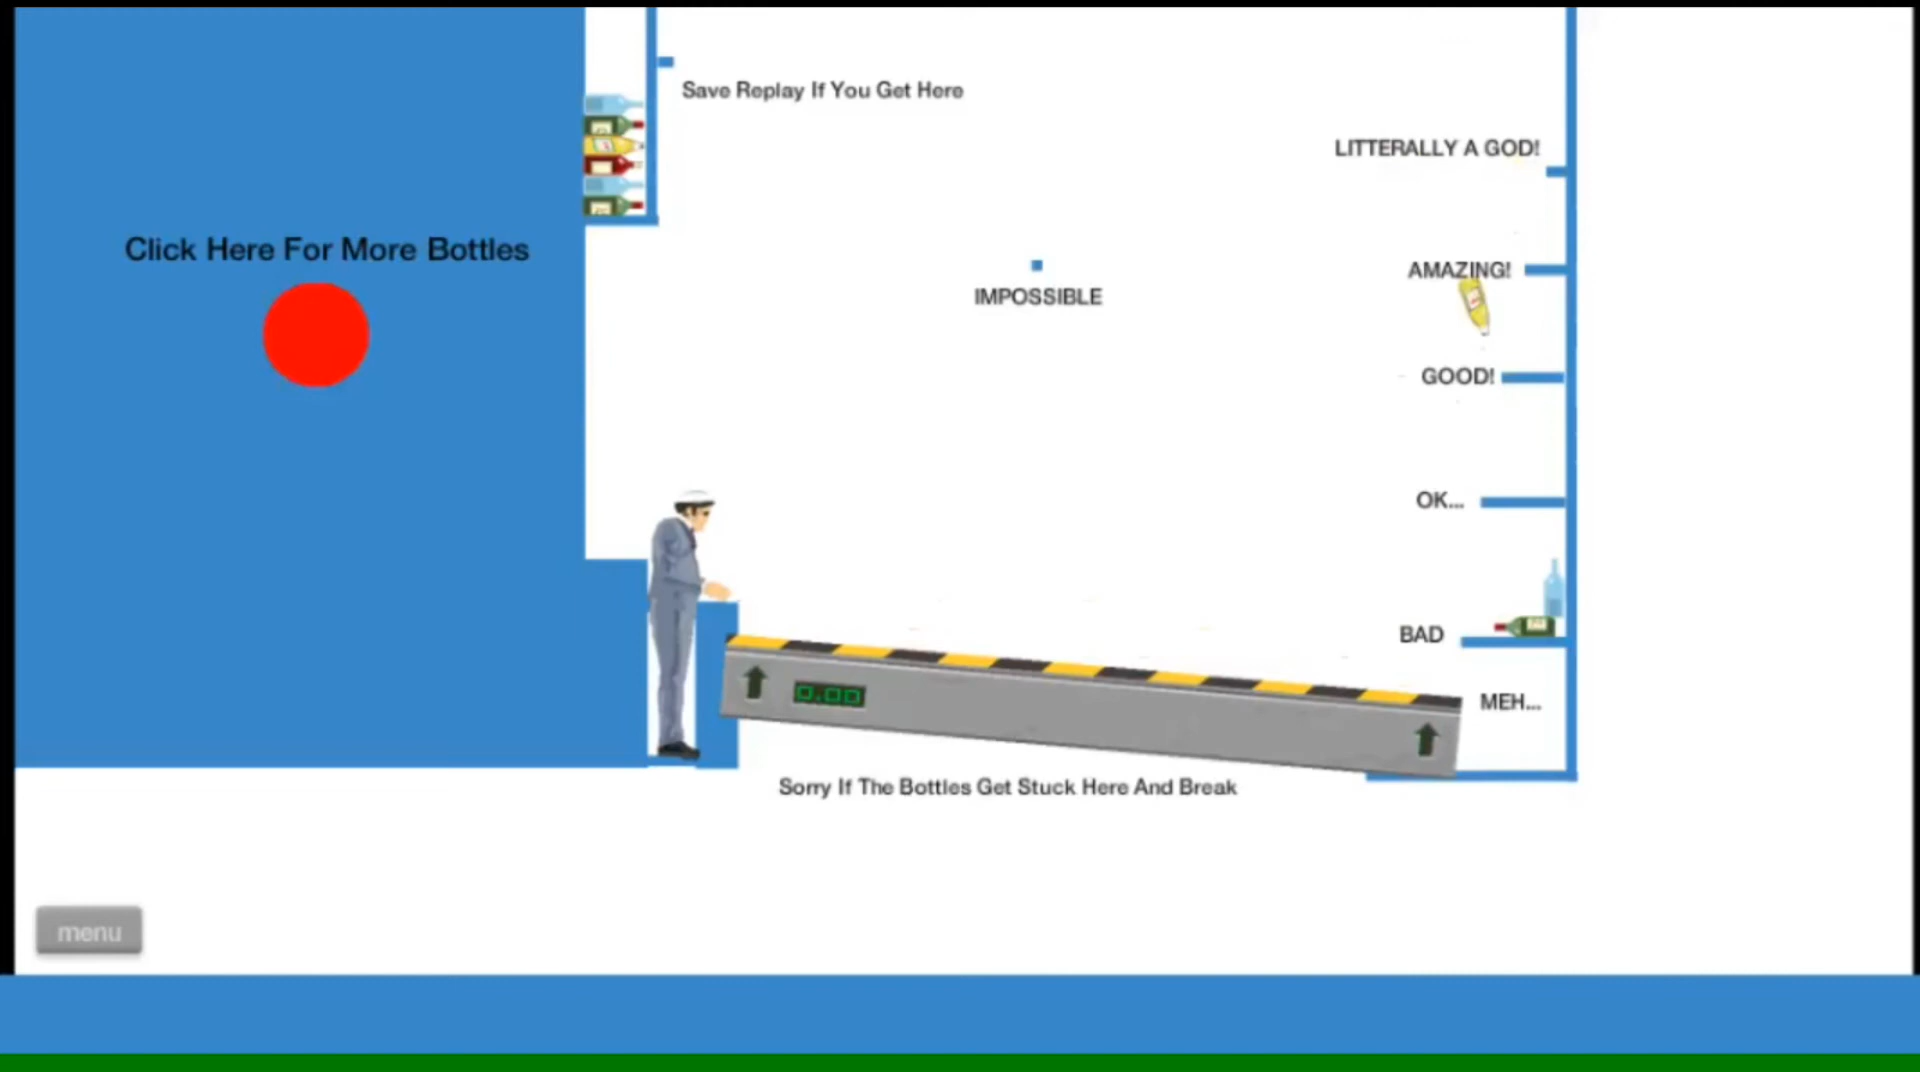 Save Replay If You Get Here
LITTERALLY A GOD!
Click Here For More Bottles
AMAZING!
IMPOSSIBLE
GOOD!
OK...
BAD
0.00
MEH...
Sorry If The Bottles Get Stuck Here And Break
menu